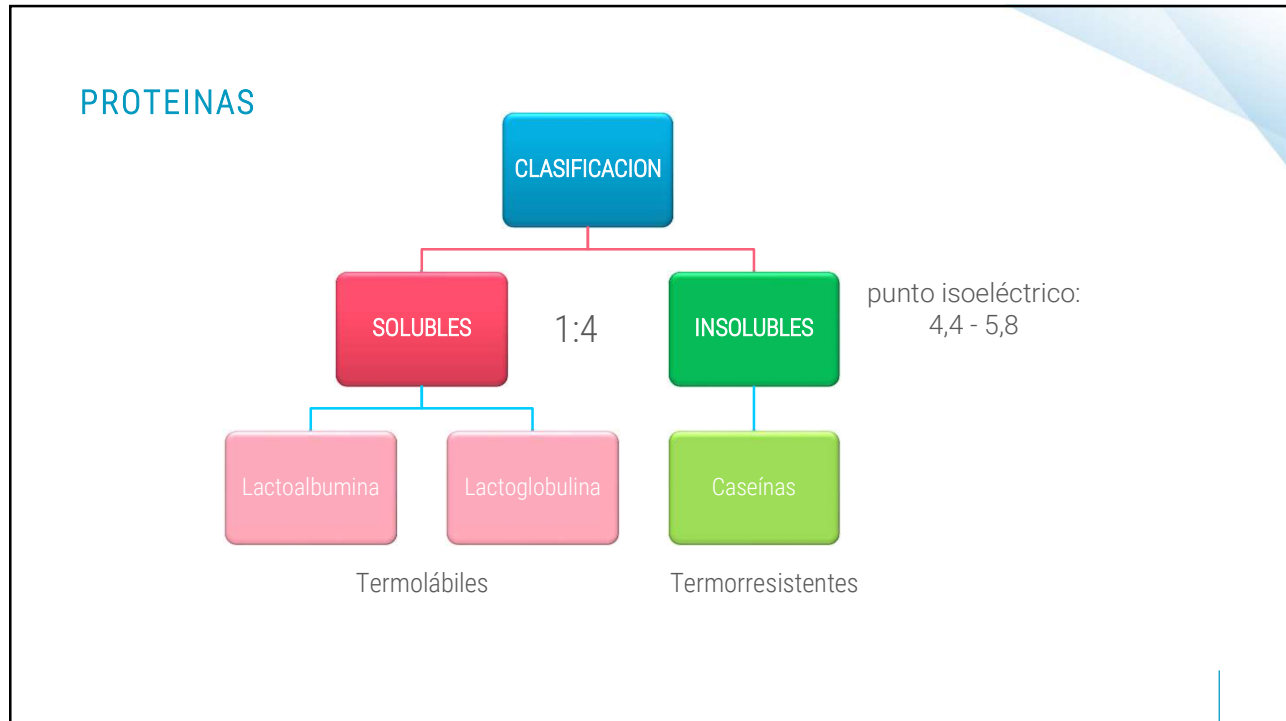 PROTEINAS
CLASIFICACION
SOLUBLES
1:4
INSOLUBLES
punto isoeléctrico:
4,4 - 5,8
Lactoalbumina
Lactoglobulina
Caseínas
Termolábiles
Termorresistentes